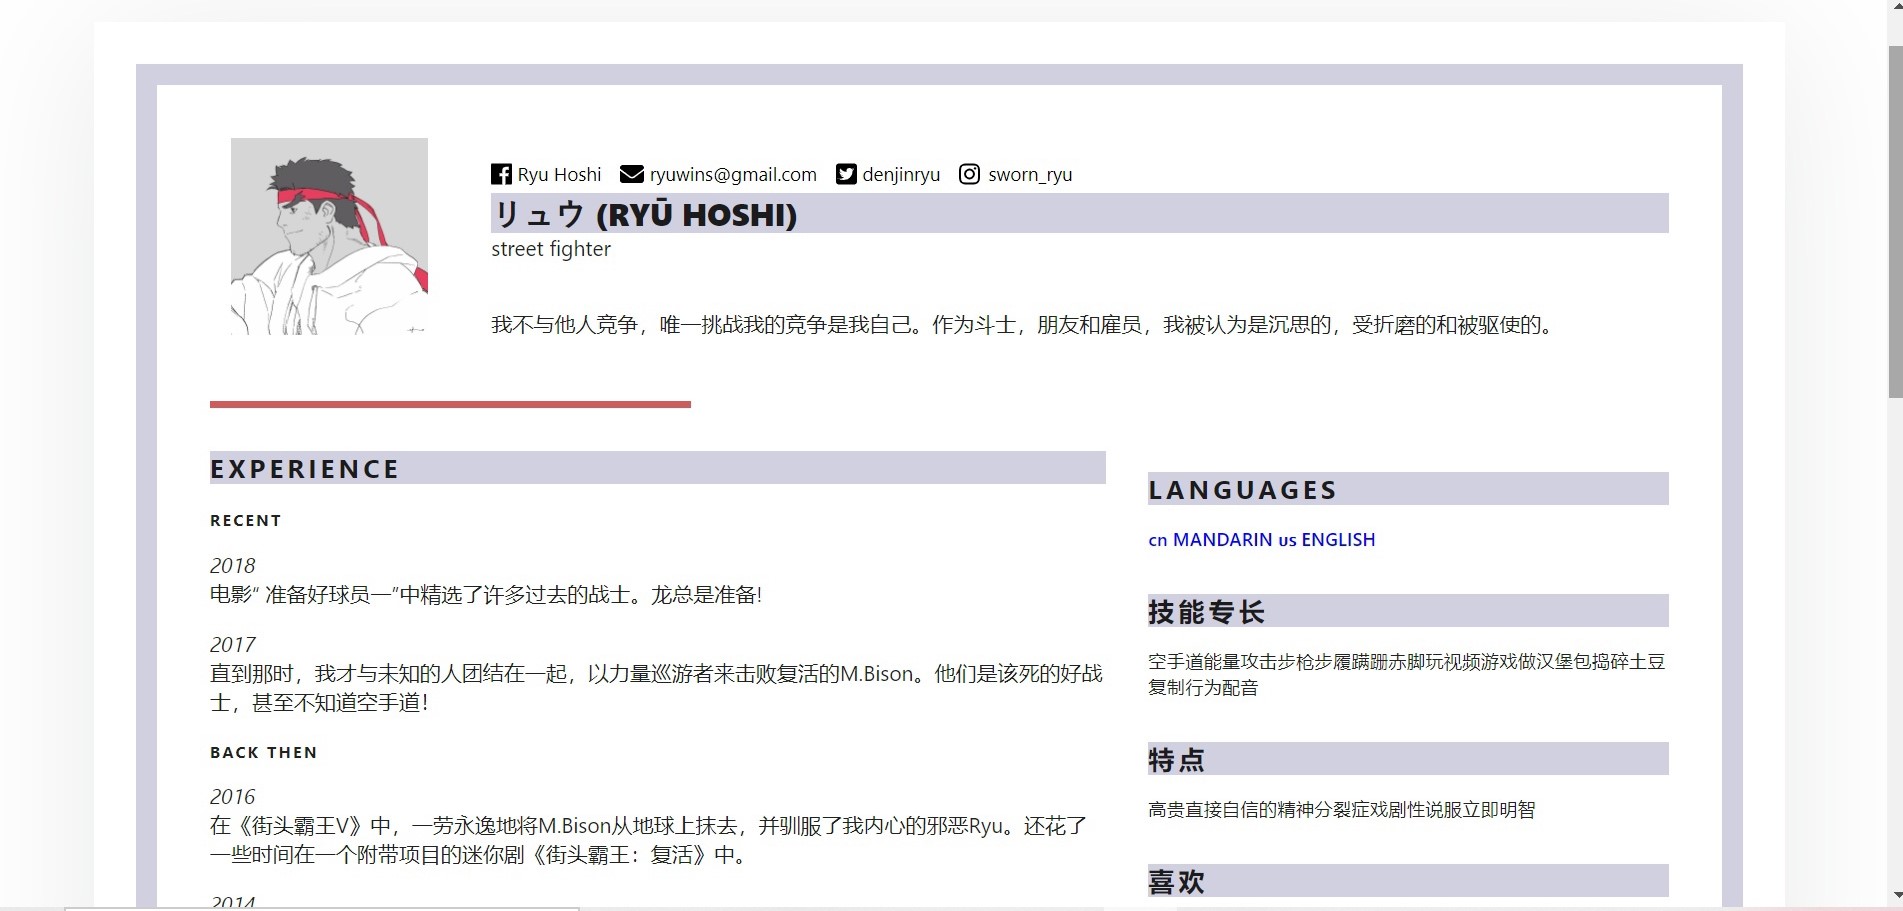 Ryu Hoshi ryuwins@gmail.com denjinryu sworn_ryu
リュウ (RYŪ HOSHI)
street fighter
我不与他人竞争，唯一挑战我的竞争是我自己。作为斗士，朋友和雇员，我被认为是沉思的，受折磨的和被驱使的。
EXPERIENCE
RECENT
2018
电影“ 准备好球员一”中精选了许多过去的战士。龙总是准备!
2017
直到那时，我才与未知的人团结在一起，以力量巡游者来击败复活的M.Bison。他们是该死的好战
士，甚至不知道空手道！
BACK THEN
2016
在《街头霸王V》中，一劳永逸地将M.Bison从地球上抹去，并驯服了我内心的邪恶Ryu。还花了
一些时间在一个附带项目的迷你剧《街头霸王：复活》中。
2014
LANGUAGES
cn MANDARIN us ENGLISH
技能专长
空手道能量攻击步枪步履蹒跚赤脚玩视频游戏做汉堡包捣碎土豆
复制行为配音
特点
高贵直接自信的精神分裂症戏剧性说服立即明智
喜欢